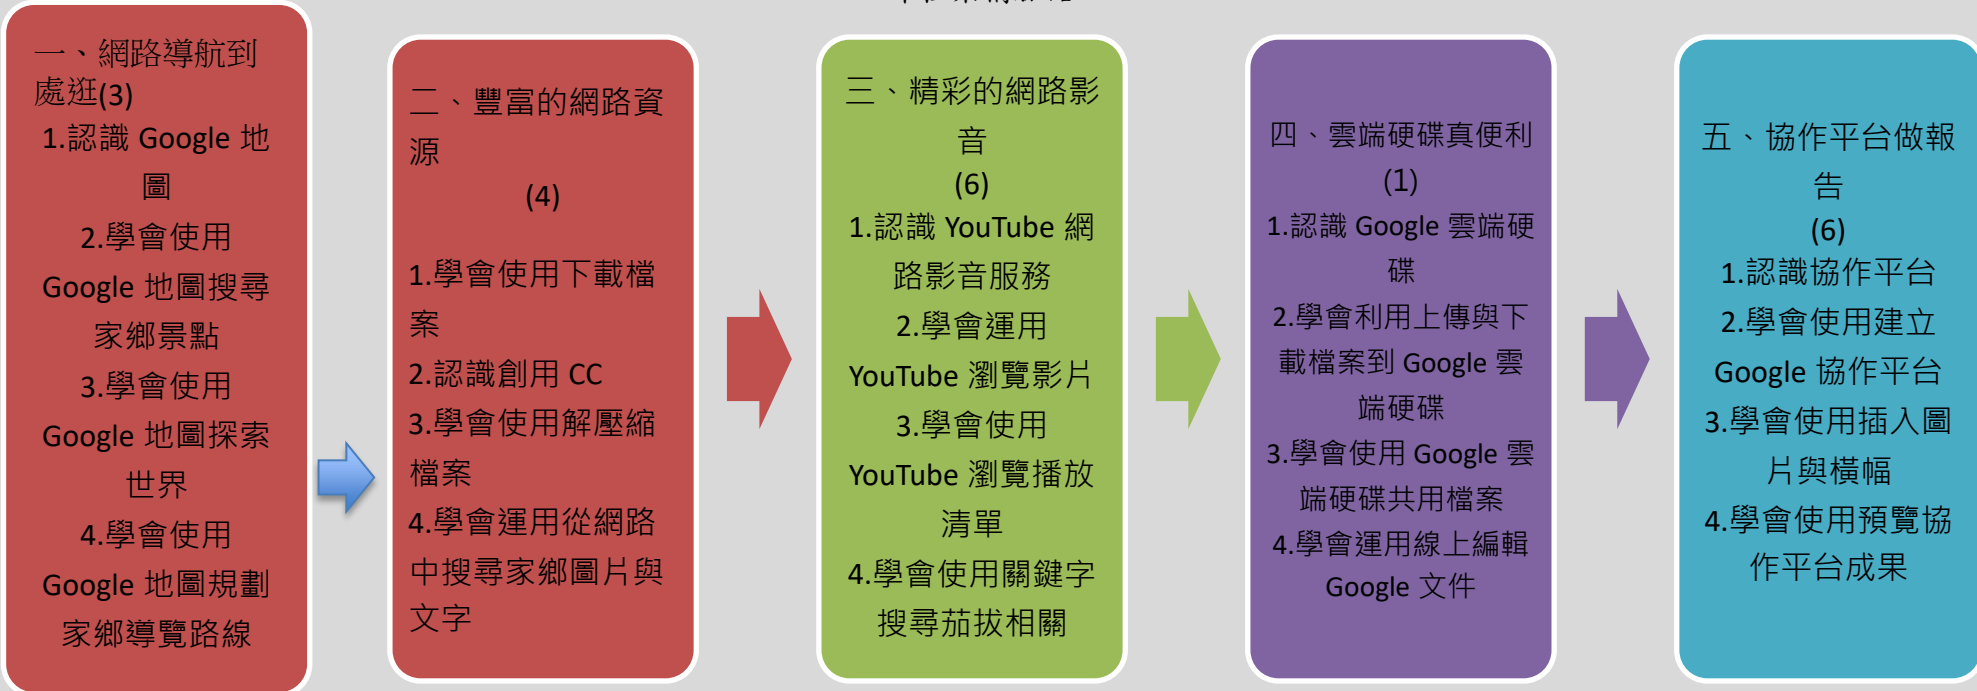 一、網路導航到
處逛(3)
1.認識 Google 地
圖
2.學會使用
Google 地圖搜尋
家鄉景點
3.學會使用
Google 地圖探索
世界
4.學會使用
Google 地圖規劃
家鄉導覽路線
二、豐富的網路資
源
(4)
1.學會使用下載檔
案
2.認識創用 CC
3.學會使用解壓縮
檔案
4.學會運用從網路
中搜尋家鄉圖片與
文字
三、精彩的網路影
音
(6)
1.認識 YouTube 網
路影音服務
2.學會運用
YouTube 瀏覽影片
3.學會使用
YouTube 瀏覽播放
清單
4.學會使用關鍵字
搜尋茄拔相關
四、雲端硬碟真便利
(1)
1.認識 Google 雲端硬
碟
2.學會利用上傳與下
載檔案到 Google 雲
端硬碟
3.學會使用 Google 雲
端硬碟共用檔案
4.學會運用線上編輯
Google 文件
五、協作平台做報
告
(6)
1.認識協作平台
2.學會使用建立
Google 協作平台
3.學會使用插入圖
片與橫幅
4.學會使用預覽協
作平台成果